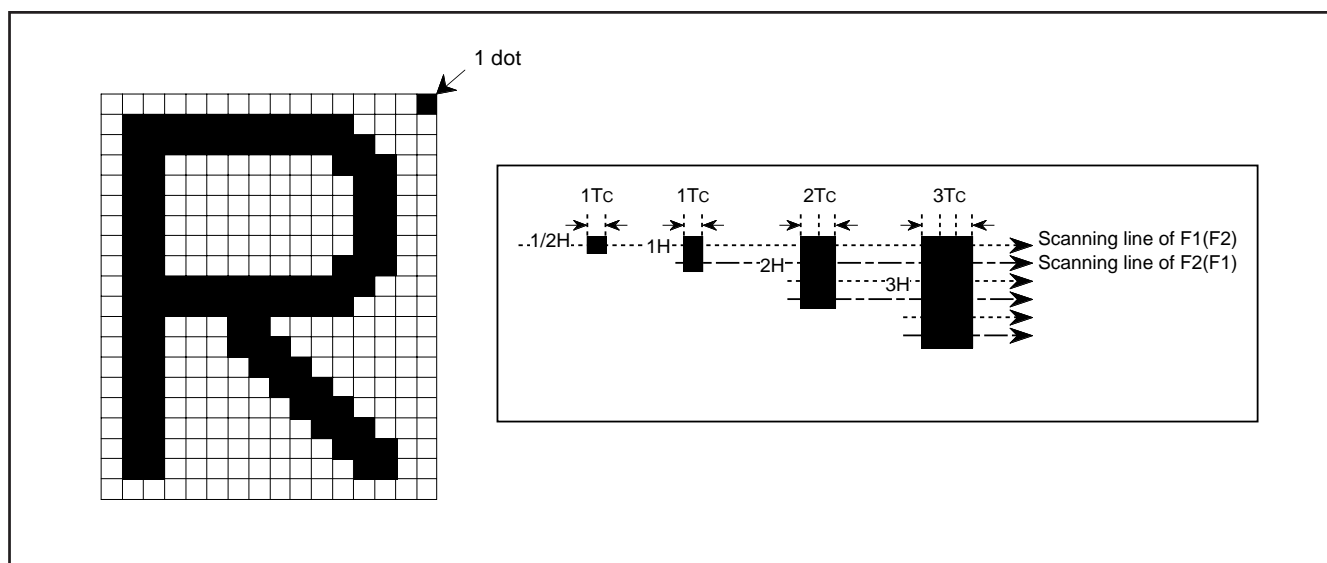 1 dot
1Tc 1Tc 2Tc 3Tc
1/2H
1H
2H
3H
Scanning line of F1(F2)
Scanning line of F2(F1)